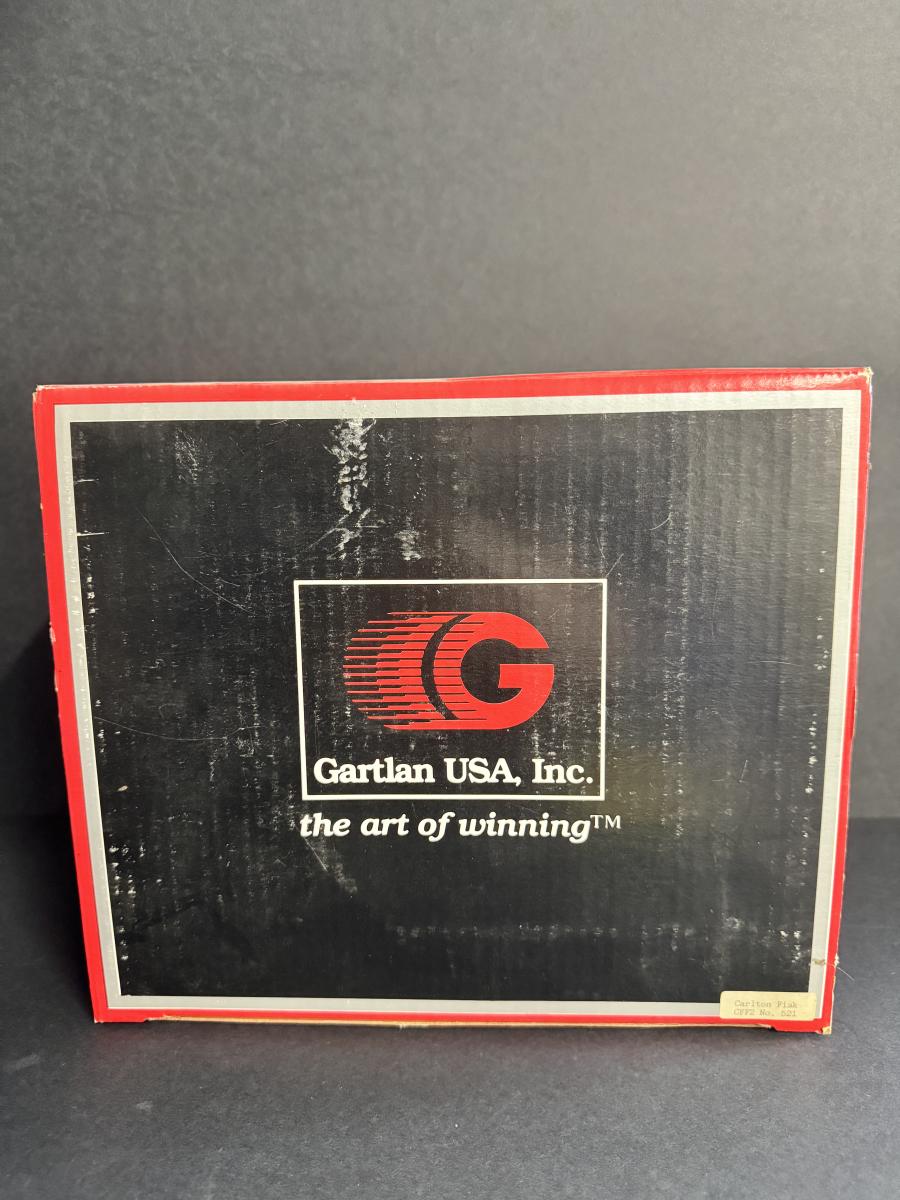 G
Gartlan USA, Inc.
the art of winning™
Carlton Fisk
CFF2 No. 521